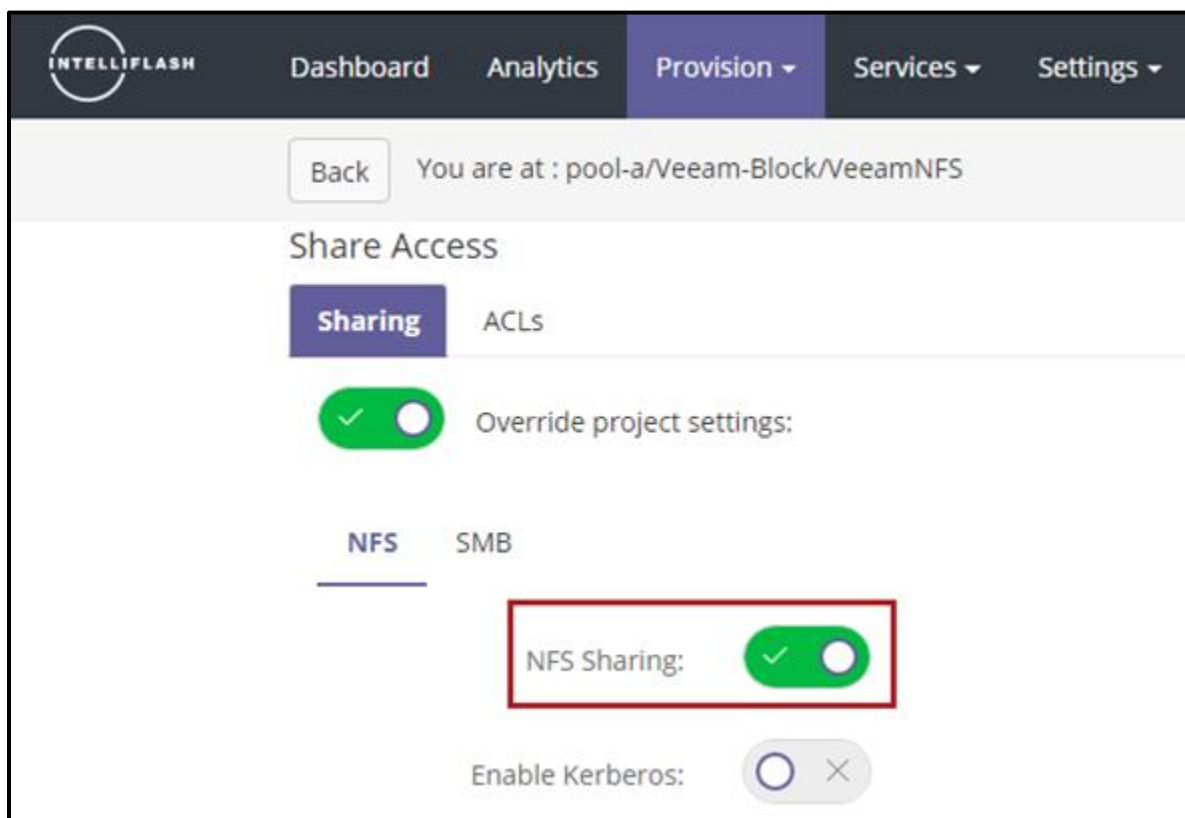 INTELLIFLASH Dashboard Analytics Provision Services Settings
Back You are at : pool-a/Veeam-Block/VeeamNFS
Share Access
Sharing ACLs
Override project settings:
NFS SMB
NFS Sharing:
Enable Kerberos: